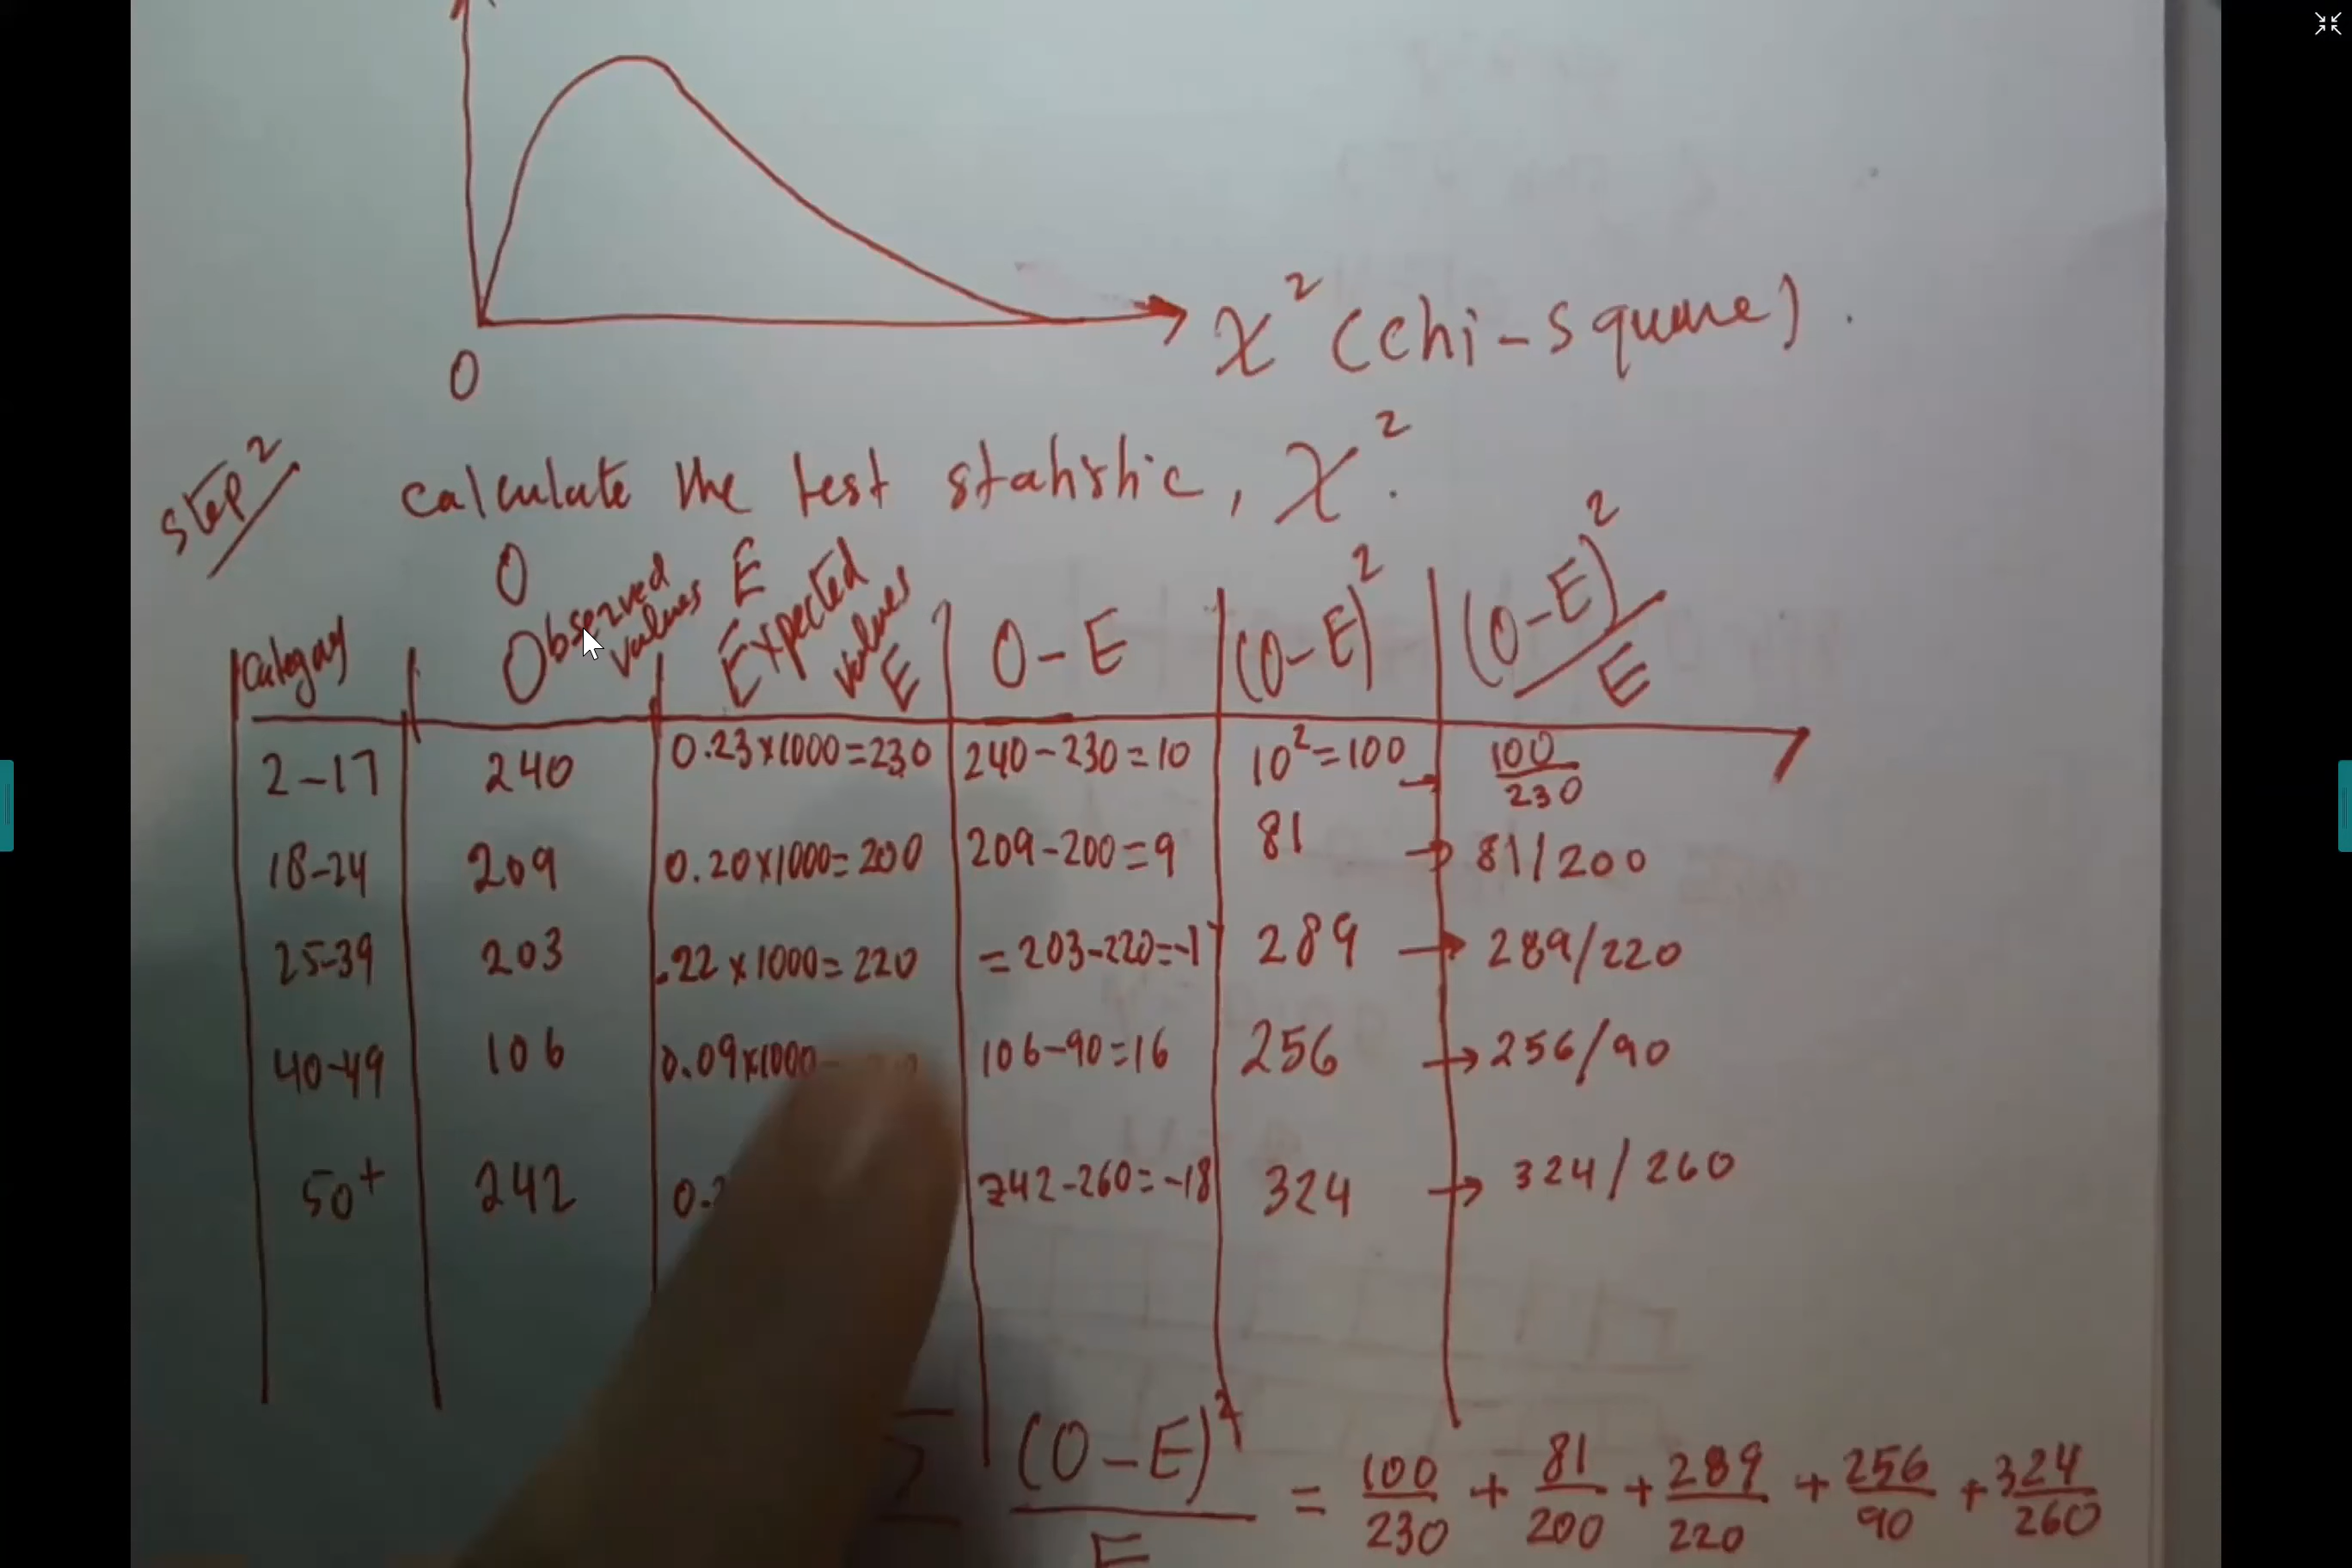 0
χ² (chi-square).
Step 2
calculate the test statistic, χ².
O E
Category Observed values Expected values E O-E (O-E)² (O-E)²/E
2-17 240 0.23×1000=230 240-230=10 10²=100 → 100/230
18-24 209 0.20×1000=200 209-200=9 81 → 81/200
25-39 203 .22×1000=220 =203-220=-17 289 → 289/220
40-49 106 0.09×1000 106-90=16 256 → 256/90
50+ 242 242-260=-18 324 → 324/260
Σ (O-E)²/E = 100/230 + 81/200 + 289/220 + 256/90 + 324/260